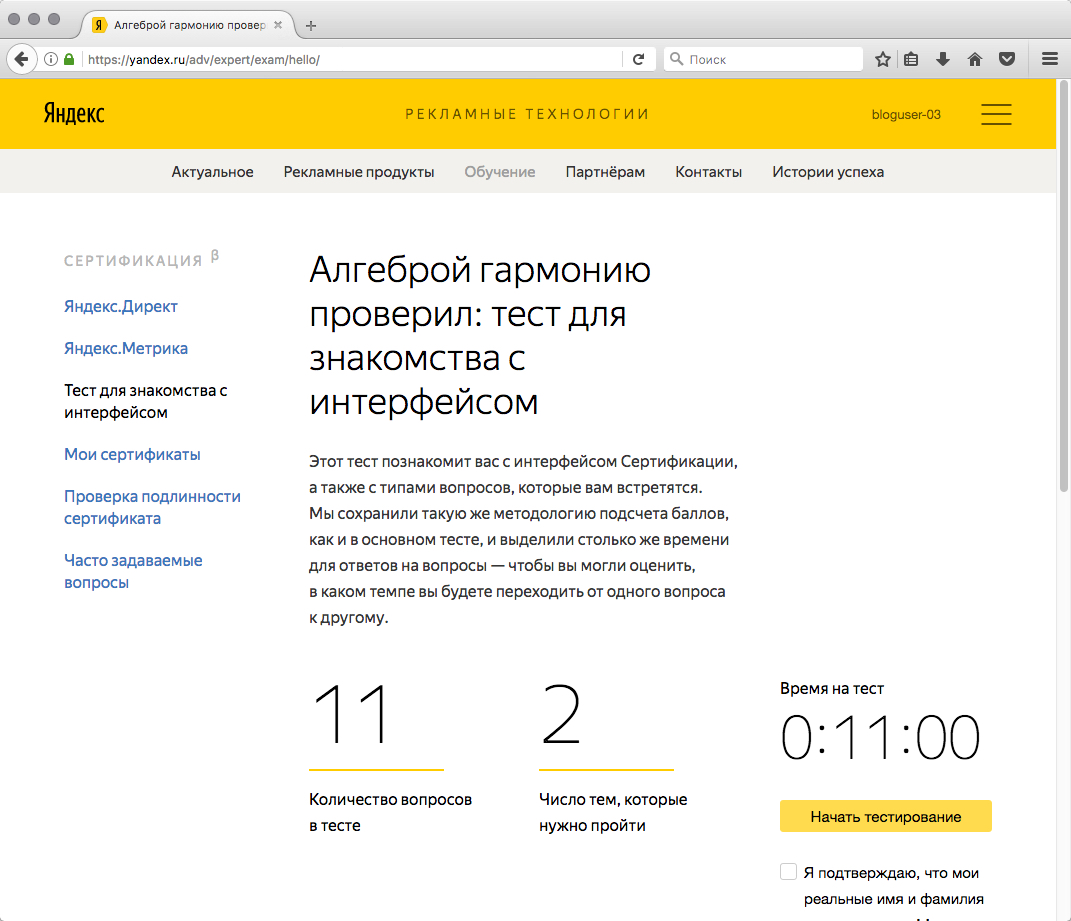 Алгеброй гармонию провер
https://yandex.ru/adv/expert/exam/hello/
Поиск
Яндекс
РЕКЛАМНЫЕ ТЕХНОЛОГИИ
bloguser-03
Актуальное Рекламные продукты Обучение Партнёрам Контакты Истории успеха
СЕРТИФИКАЦИЯ β
Яндекс.Директ
Яндекс.Метрика
Тест для знакомства с
интерфейсом
Мои сертификаты
Проверка подлинности
сертификата
Часто задаваемые
вопросы
Алгеброй гармонию
проверил: тест для
знакомства с
интерфейсом
Этот тест познакомит вас с интерфейсом Сертификации,
а также с типами вопросов, которые вам встретятся.
Мы сохранили такую же методологию подсчета баллов,
как и в основном тесте, и выделили столько же времени
для ответов на вопросы — чтобы вы могли оценить,
в каком темпе вы будете переходить от одного вопроса
к другому.
11
Количество вопросов
в тесте
2
Число тем, которые
нужно пройти
Время на тест
0:11:00
Начать тестирование
Я подтверждаю, что мои
реальные имя и фамилия